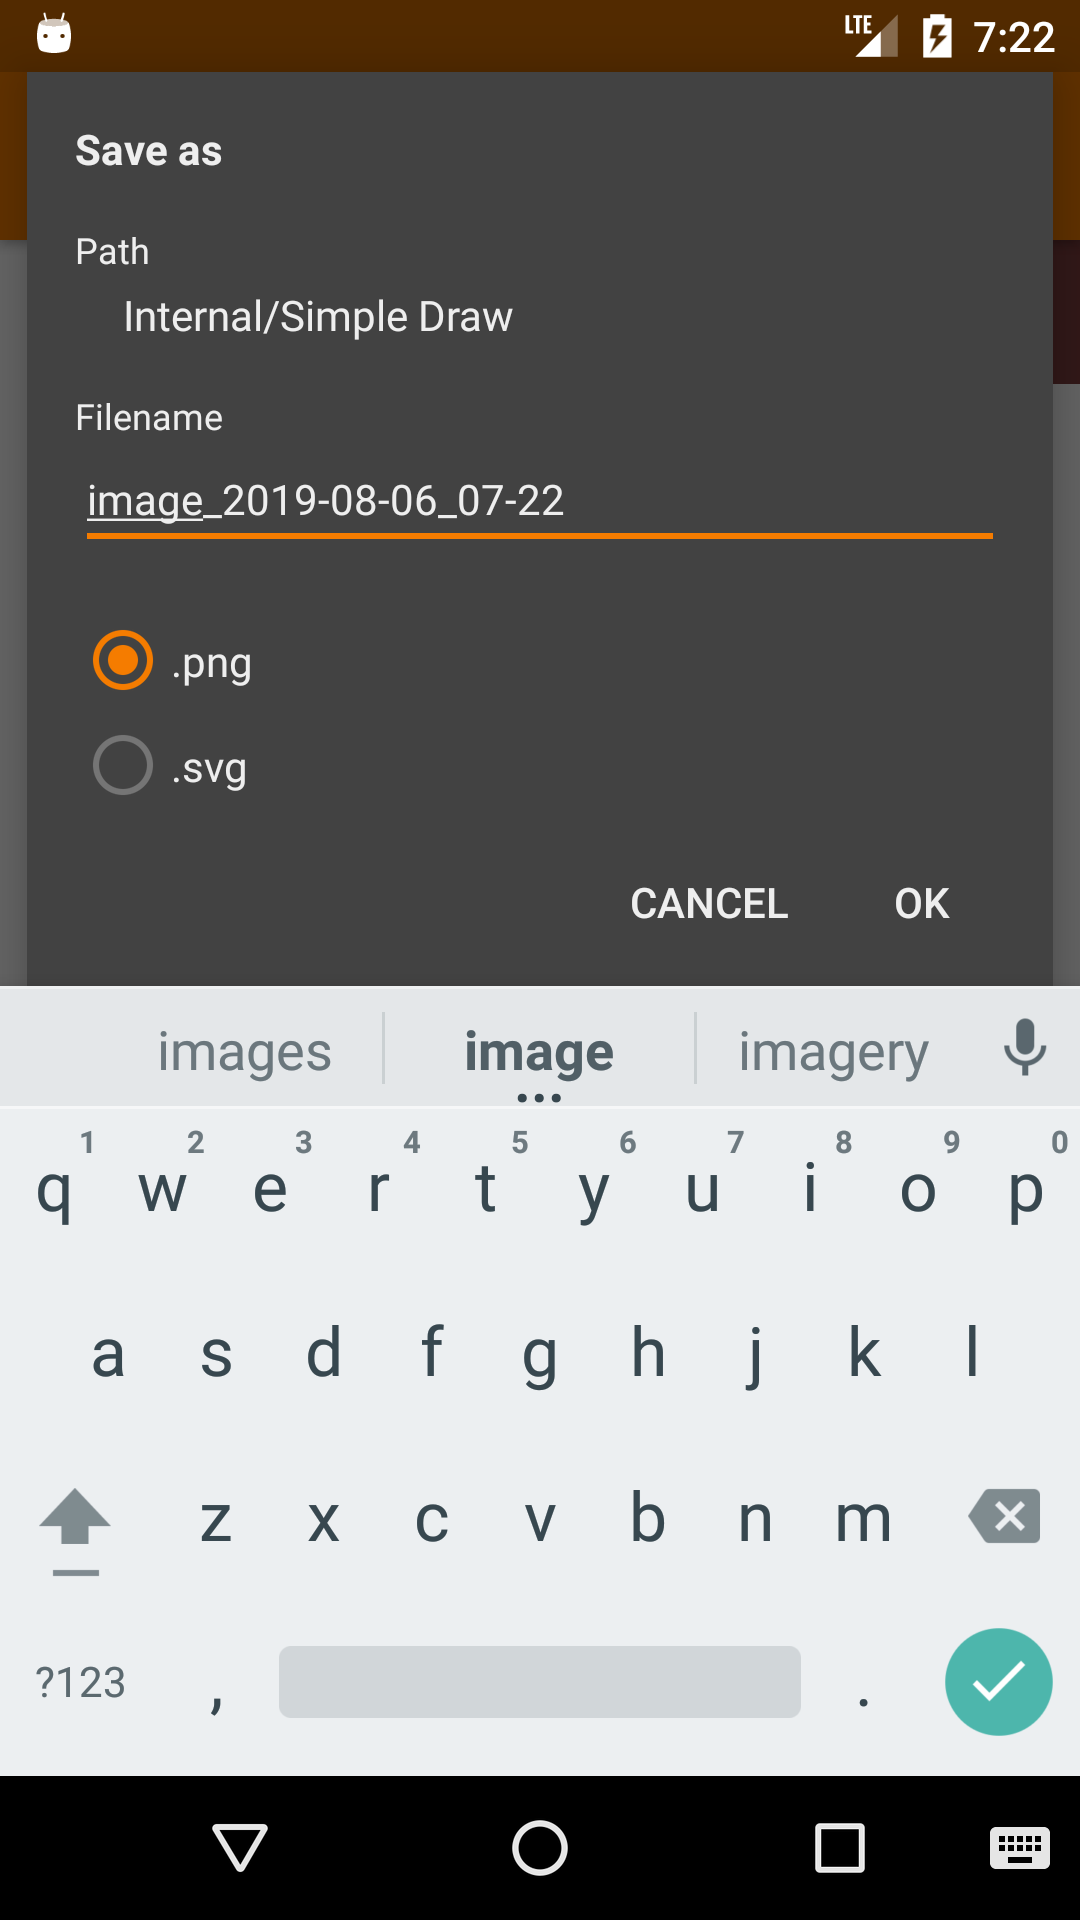 LTE 7:22
Save as
Path
Internal/Simple Draw
Filename
image_2019-08-06_07-22
.png
.svg
CANCEL OK
images image imagery
1 2 3 4 5 6 7 8 9 0
q w e r t y u i o p
a s d f g h j k l
z x c v b n m
?123 , .